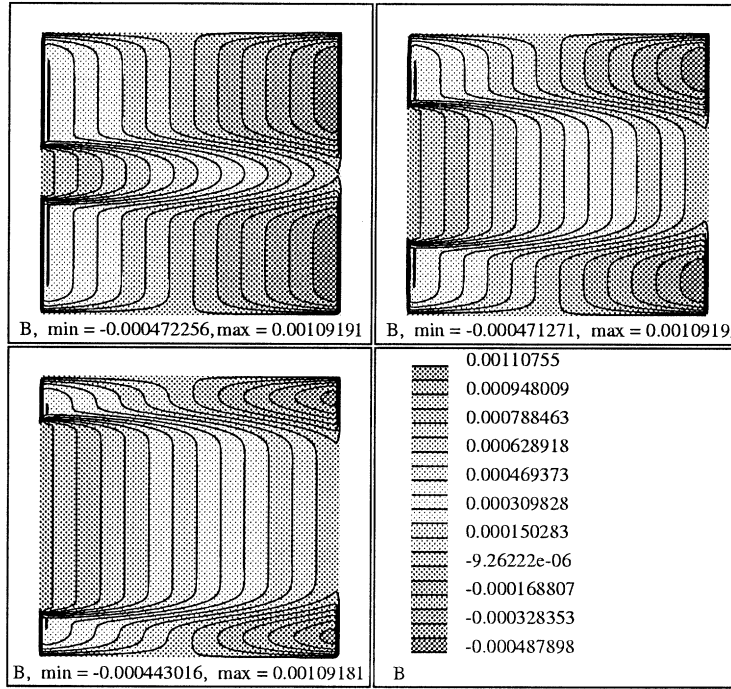 B, min = -0.000472256, max = 0.00109191
B, min = -0.000471271, max = 0.0010919
B, min = -0.000443016, max = 0.00109181
0.00110755
0.000948009
0.000788463
0.000628918
0.000469373
0.000309828
0.000150283
-9.26222e-06
-0.000168807
-0.000328353
-0.000487898
B